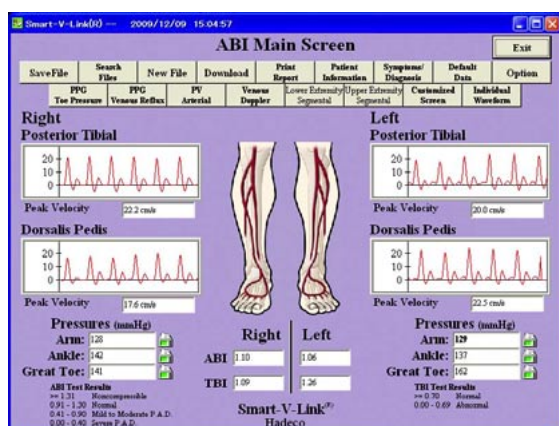 Smart-V-Link(R) -- 2009/12/09 15:04:57
ABI Main Screen
Exit
SaveFile
Search Files
New File
Download
Print Report
Patient Information
Symptoms/ Diagnosis
Default Data
Option
PPG Toe Pressure
PPG Venous Reflux
PV Arterial
Venous Doppler
Lower Extremity Segmental
Upper Extremity Segmental
Customized Screen
Individual Waveform
Right
Posterior Tibial
20
10
0
Peak Velocity 22.2 cm/s
Dorsalis Pedis
20
10
0
Peak Velocity 17.6 cm/s
Left
Posterior Tibial
20
10
0
Peak Velocity 20.0 cm/s
Dorsalis Pedis
20
10
0
Peak Velocity 22.5 cm/s
Pressures (mmHg)
Arm: 128
Ankle: 142
Great Toe: 141
ABI Test Results
>= 1.31 Noncompressible
0.91 - 1.30 Normal
0.41 - 0.90 Mild to Moderate P.A.D.
0.00 - 0.40 Severe P.A.D.
Right Left
ABI 1.10 1.06
TBI 1.09 1.26
Smart-V-Link(R)
Hadeco
Pressures (mmHg)
Arm: 129
Ankle: 137
Great Toe: 162
TBI Test Results
>= 0.70 Normal
0.00 - 0.69 Abnormal